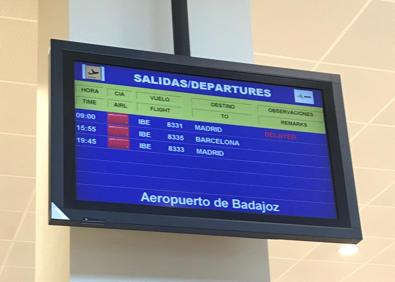 SALIDAS/DEPARTURES
HORA CIA VUELO DESTINO OBSERVACIONES
TIME AIRL FLIGHT TO REMARKS
09:00 IBE 8331 MADRID DELAYED
15:55 IBE 8335 BARCELONA
19:45 IBE 8333 MADRID
Aeropuerto de Badajoz